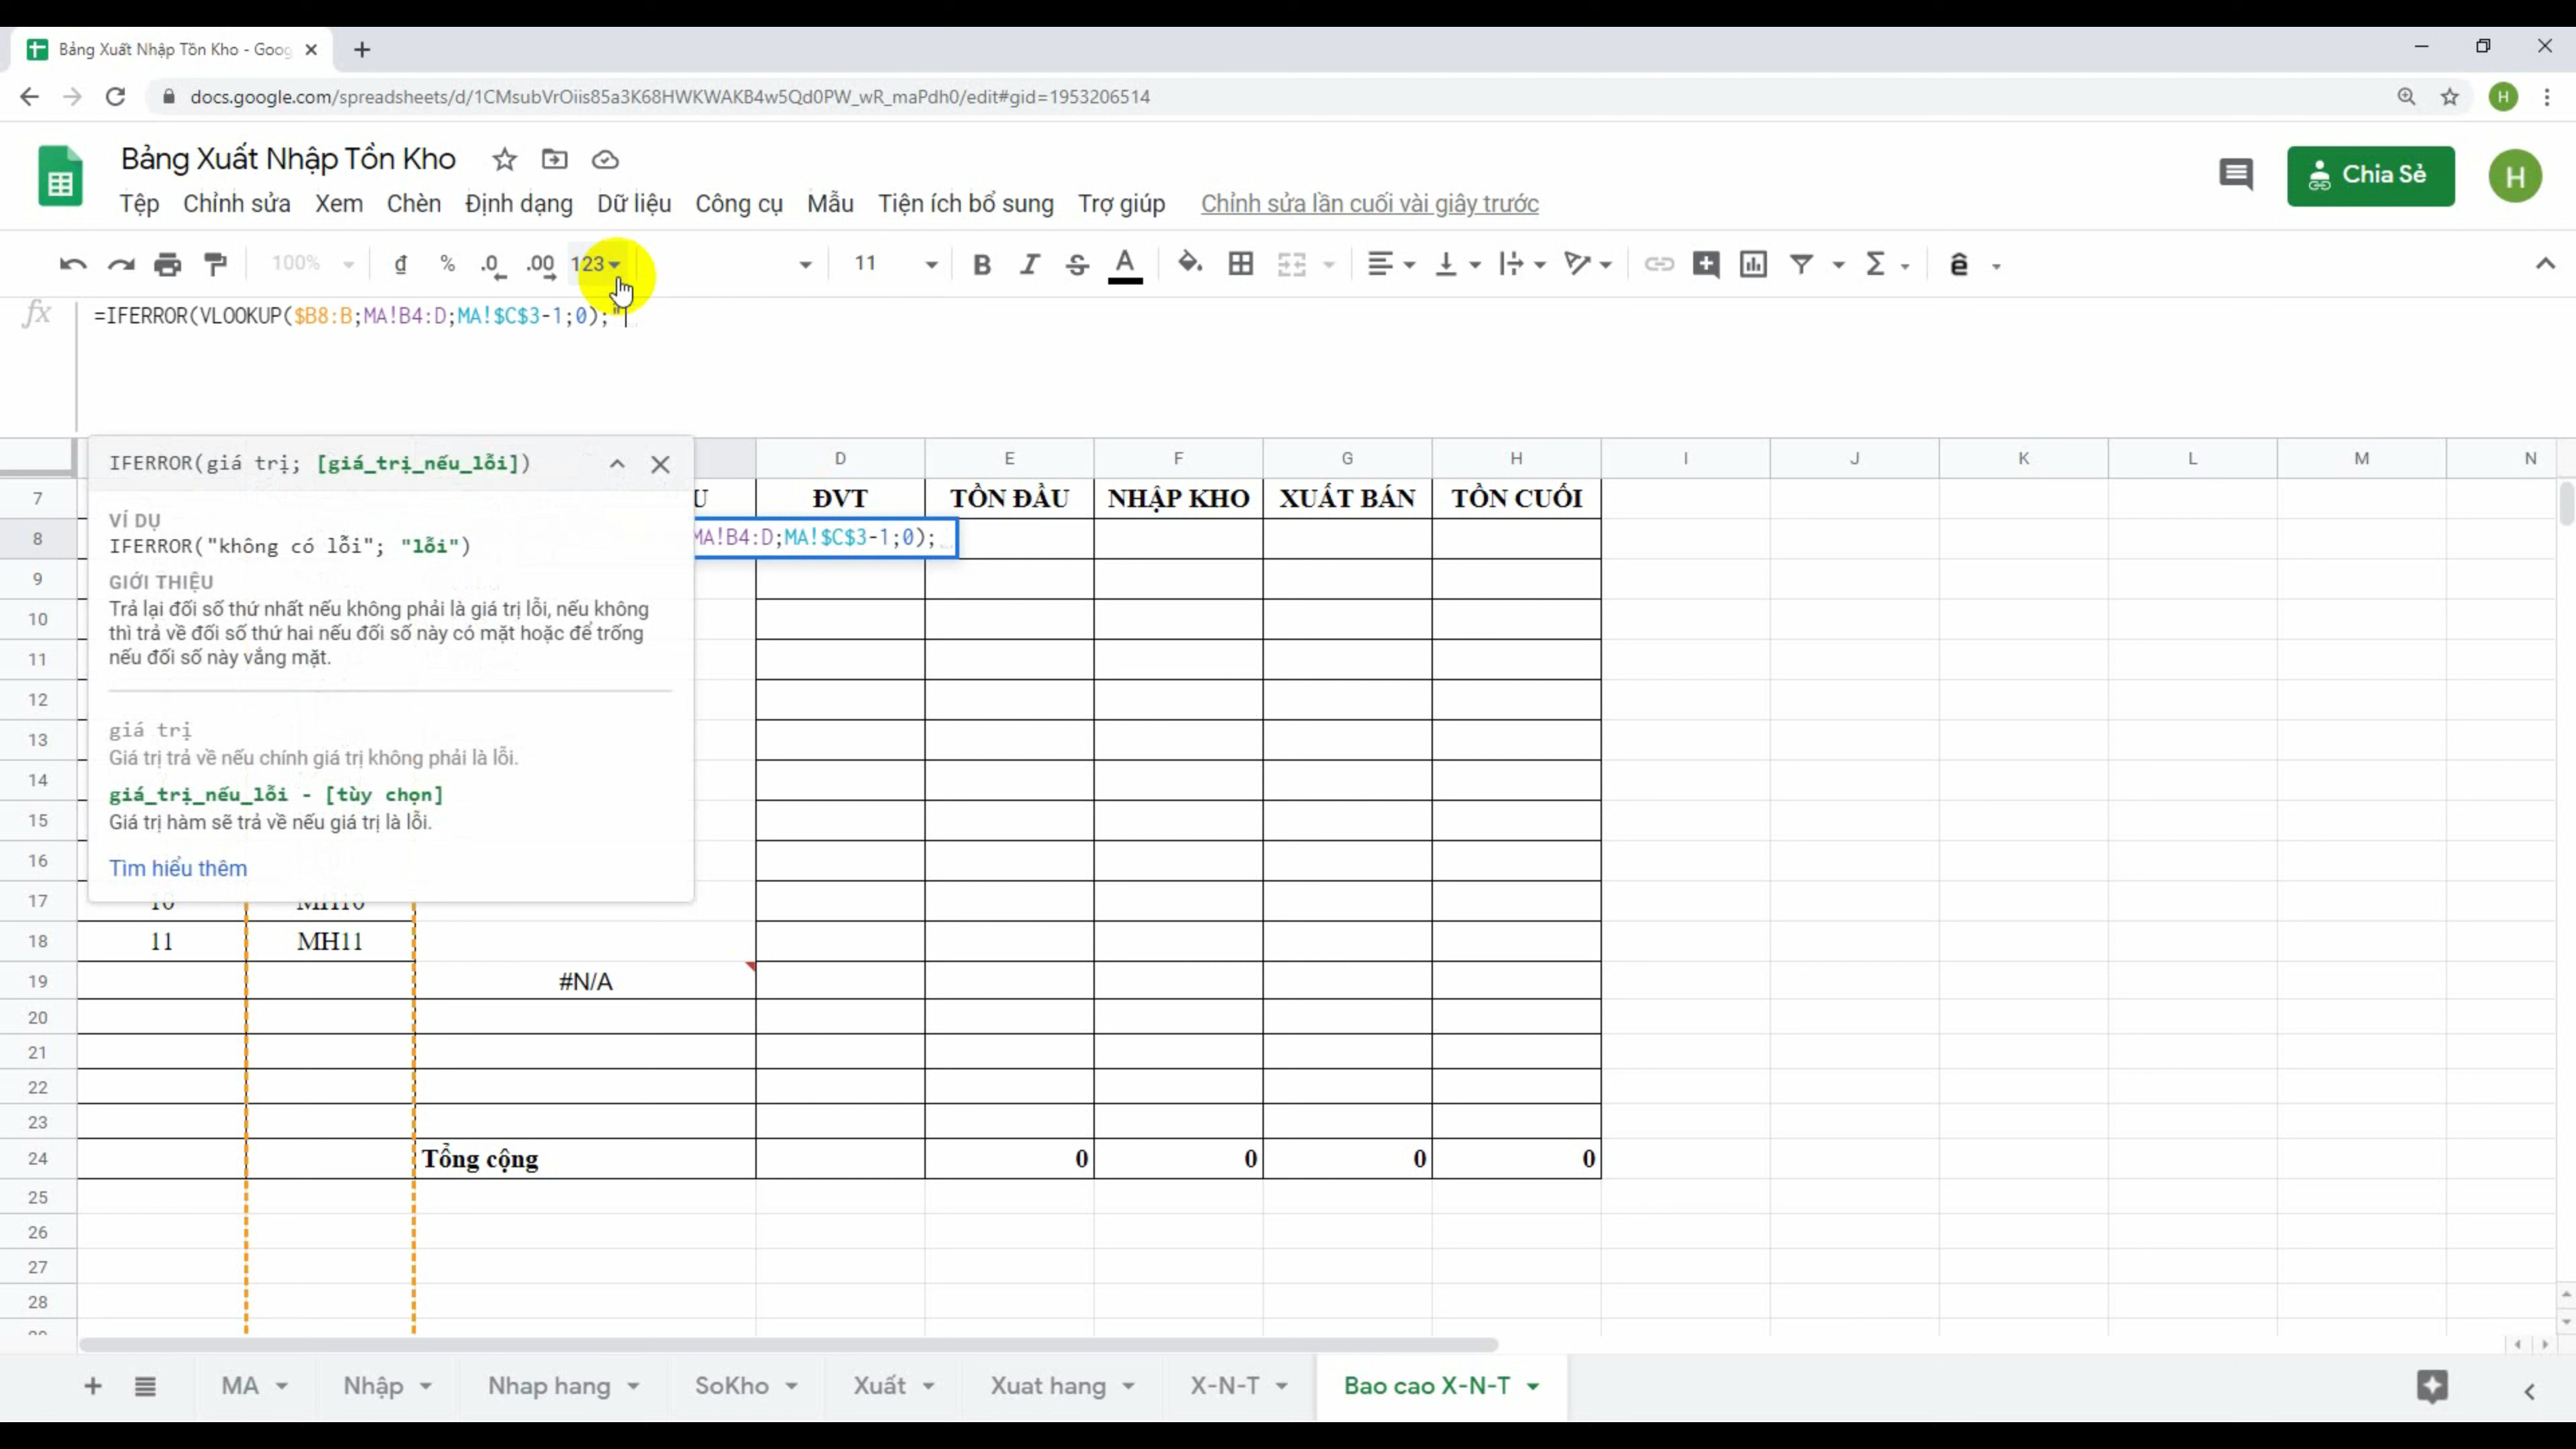 Bảng Xuất Nhập Tồn Kho - Goog
docs.google.com/spreadsheets/d/1CMsubVrOiis85a3K68HWKWAKB4w5Qd0PW_wR_maPdh0/edit#gid=1953206514
H
Bảng Xuất Nhập Tồn Kho
Chia Sẻ
H
Tệp Chỉnh sửa Xem Chèn Định dạng Dữ liệu Công cụ Mẫu Tiện ích bổ sung Trợ giúp Chỉnh sửa lần cuối vài giây trước
100% đ % .0 .00 123 11 B I S A Σ ê
fx =IFERROR(VLOOKUP($B8:B;MA!B4:D;MA!$C$3-1;0);"
D E F G H I J K L M N
IFERROR(giá trị; [giá_trị_nếu_lỗi])
VÍ DỤ
IFERROR("không có lỗi"; "lỗi")
GIỚI THIỆU
Trả lại đối số thứ nhất nếu không phải là giá trị lỗi, nếu không
thì trả về đối số thứ hai nếu đối số này có mặt hoặc để trống
nếu đối số này vắng mặt.
giá trị
Giá trị trả về nếu chính giá trị không phải là lỗi.
giá_trị_nếu_lỗi - [tùy chọn]
Giá trị hàm sẽ trả về nếu giá trị là lỗi.
Tìm hiểu thêm
7 U ĐVT TỒN ĐẦU NHẬP KHO XUẤT BÁN TỒN CUỐI
8 MA!B4:D;MA!$C$3-1;0);
9
10
11
12
13
14
15
16
17 10 MH10
18 11 MH11
19 #N/A
20
21
22
23
24 Tổng cộng 0 0 0 0
25
26
27
28
MA Nhập Nhap hang SoKho Xuất Xuat hang X-N-T Bao cao X-N-T